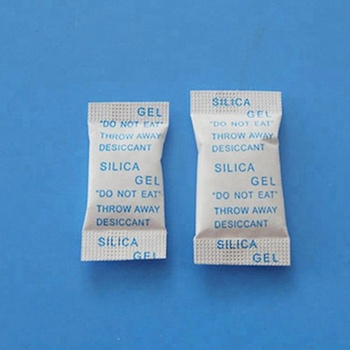 GEL
"DO NOT EAT"
THROW AWAY
DESICCANT
SILICA
GEL
"DO NOT EAT"
THROW AWAY
DESICCANT
SILICA
GEL
SILICA
GEL
"DO NOT EAT"
THROW AWAY
DESICCANT
SILICA
GEL
"DO NOT EAT"
THROW AWAY
DESICCANT
SILICA
GEL